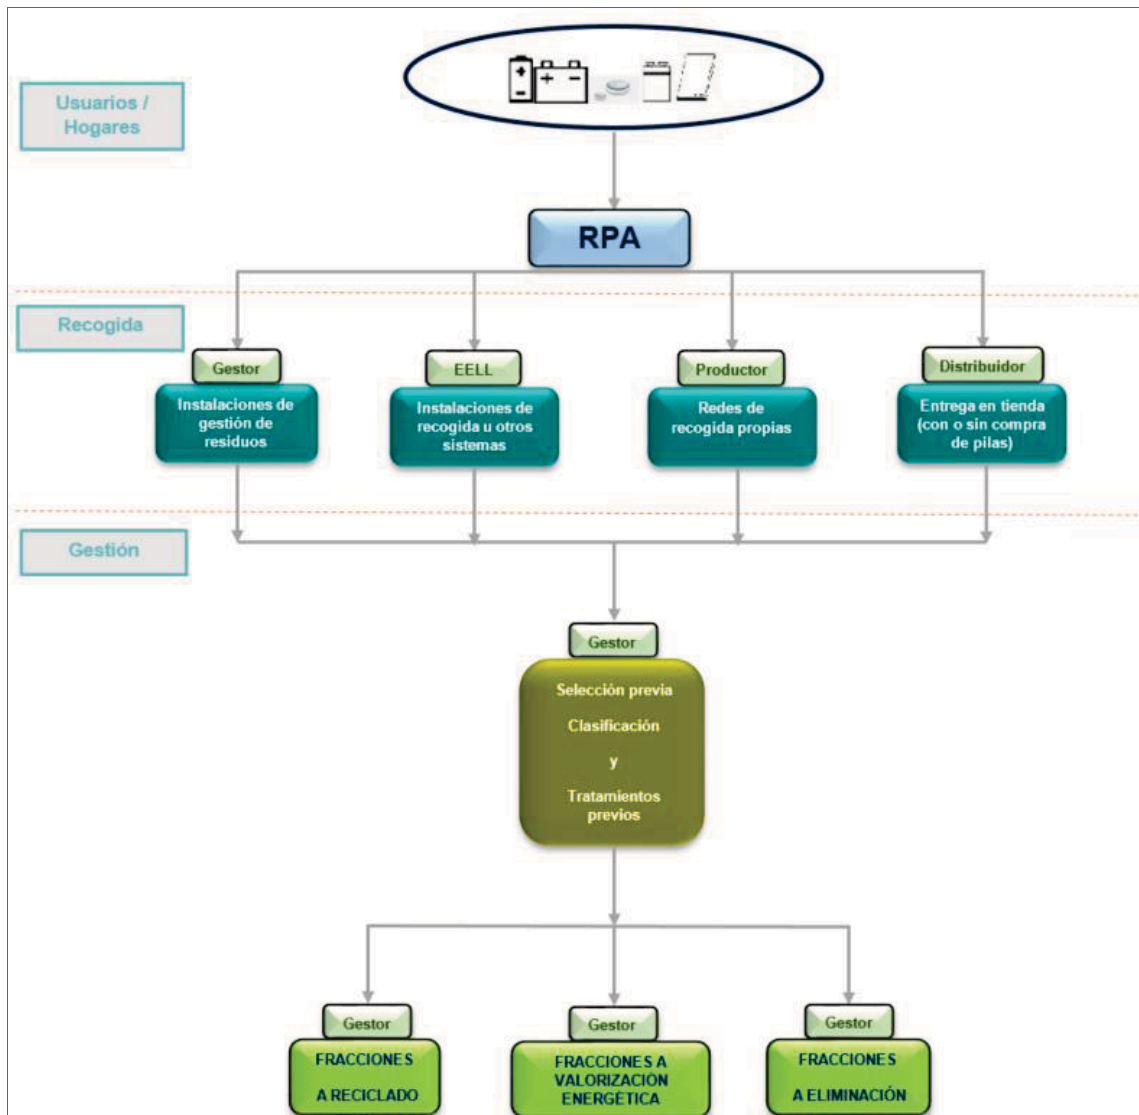 Usuarios /
Hogares
RPA
Recogida
Gestor
Instalaciones de
gestión de
residuos
EELL
Instalaciones de
recogida u otros
sistemas
Productor
Redes de
recogida propias
Distribuidor
Entrega en tienda
(con o sin compra
de pilas)
Gestión
Gestor
Selección previa
Clasificación
y
Tratamientos
previos
Gestor
FRACCIONES
A RECICLADO
Gestor
FRACCIONES A
VALORIZACIÓN
ENERGÉTICA
Gestor
FRACCIONES
A ELIMINACIÓN